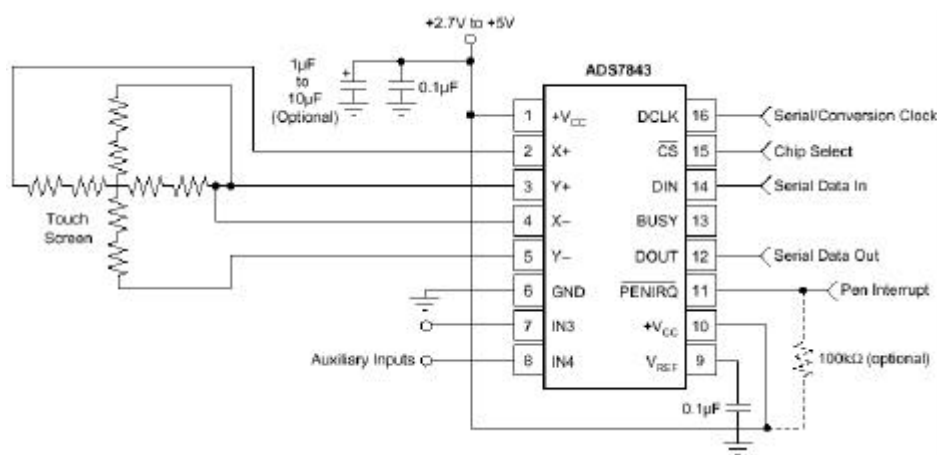 +2.7V to +5V
1µF
to
10µF
(Optional)
+
0.1µF
ADS7843
1 +VCC DCLK 16 Serial/Conversion Clock
2 X+ CS 15 Chip Select
3 Y+ DIN 14 Serial Data In
4 X– BUSY 13
5 Y– DOUT 12 Serial Data Out
6 GND PENIRQ 11 Pen Interrupt
7 IN3 +VCC 10
8 IN4 VREF 9
Touch
Screen
Auxiliary Inputs
100kΩ (optional)
0.1µF